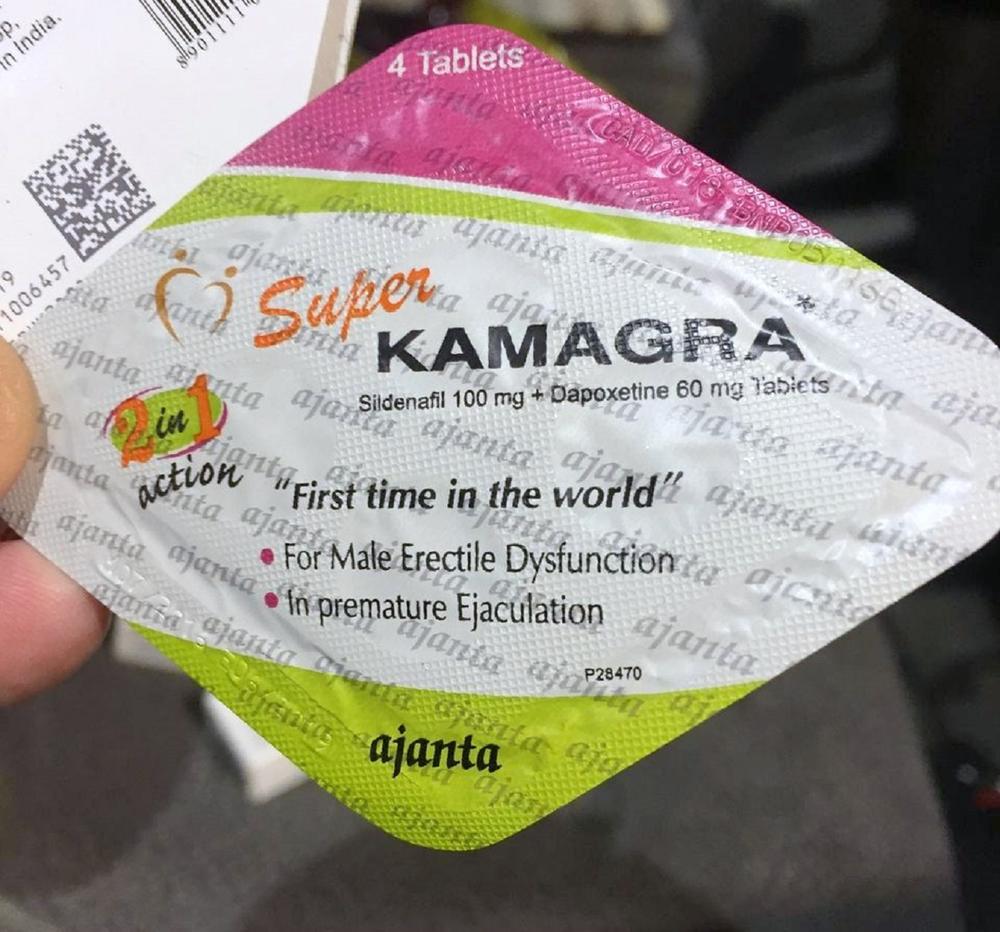 in India.
4 Tablets
Super
KAMAGRA*
Sildenafil 100 mg + Dapoxetine 60 mg Tablets
2 in 1
action
"First time in the world"
• For Male Erectile Dysfunction
• In premature Ejaculation
P28470
ajanta
1006457